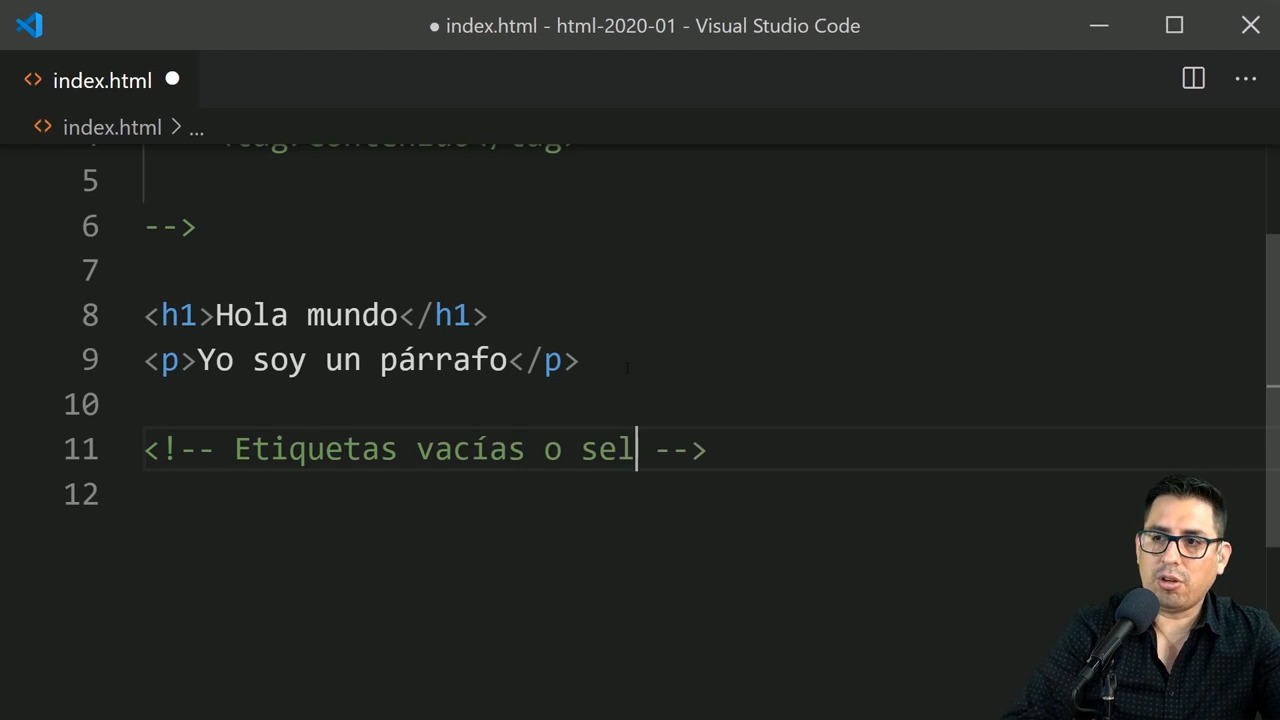 ● index.html - html-2020-01 - Visual Studio Code
<> index.html ●
<> index.html > ...
5
6 -->
7
8 <h1>Hola mundo</h1>
9 <p>Yo soy un párrafo</p>
10
11 <!-- Etiquetas vacías o sel -->
12